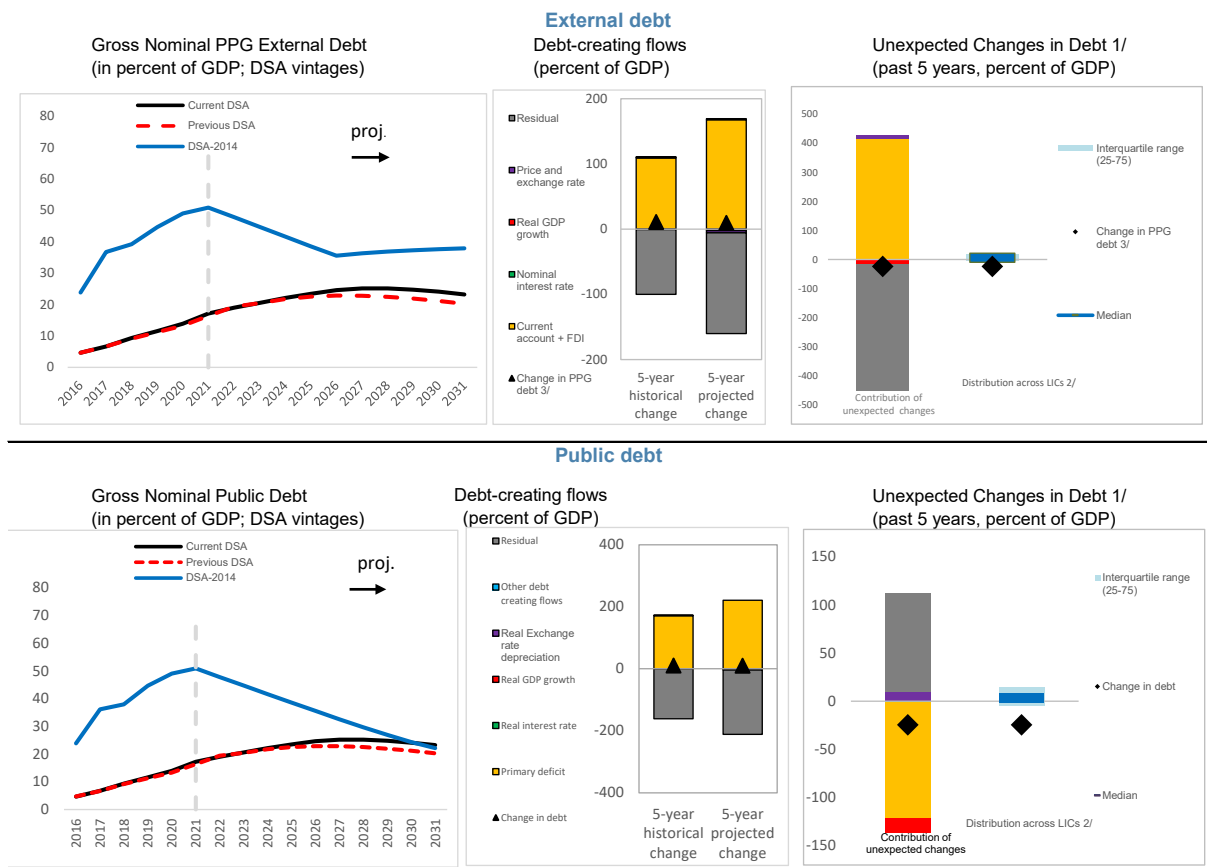 External debt
Gross Nominal PPG External Debt
(in percent of GDP; DSA vintages)
Current DSA
Previous DSA
DSA-2014
proj.
80
70
60
50
40
30
20
10
0
2016 2017 2018 2019 2020 2021 2022 2023 2024 2025 2026 2027 2028 2029 2030 2031
Debt-creating flows
(percent of GDP)
Residual
Price and
exchange rate
Real GDP
growth
Nominal
interest rate
Current
account + FDI
Change in PPG
debt 3/
200
100
0
-100
-200
5-year
historical
change
5-year
projected
change
Unexpected Changes in Debt 1/
(past 5 years, percent of GDP)
500
400
300
200
100
0
-100
-200
-300
-400
-500
Interquartile range
(25-75)
Change in PPG
debt 3/
Median
Distribution across LICs 2/
Contribution of
unexpected changes
Public debt
Gross Nominal Public Debt
(in percent of GDP; DSA vintages)
Current DSA
Previous DSA
DSA-2014
proj.
80
70
60
50
40
30
20
10
0
2016 2017 2018 2019 2020 2021 2022 2023 2024 2025 2026 2027 2028 2029 2030 2031
Debt-creating flows
(percent of GDP)
Residual
Other debt
creating flows
Real Exchange
rate
depreciation
Real GDP growth
Real interest rate
Primary deficit
Change in debt
400
200
0
-200
-400
5-year
historical
change
5-year
projected
change
Unexpected Changes in Debt 1/
(past 5 years, percent of GDP)
150
100
50
0
-50
-100
-150
Interquartile range
(25-75)
Change in debt
Median
Distribution across LICs 2/
Contribution of
unexpected changes